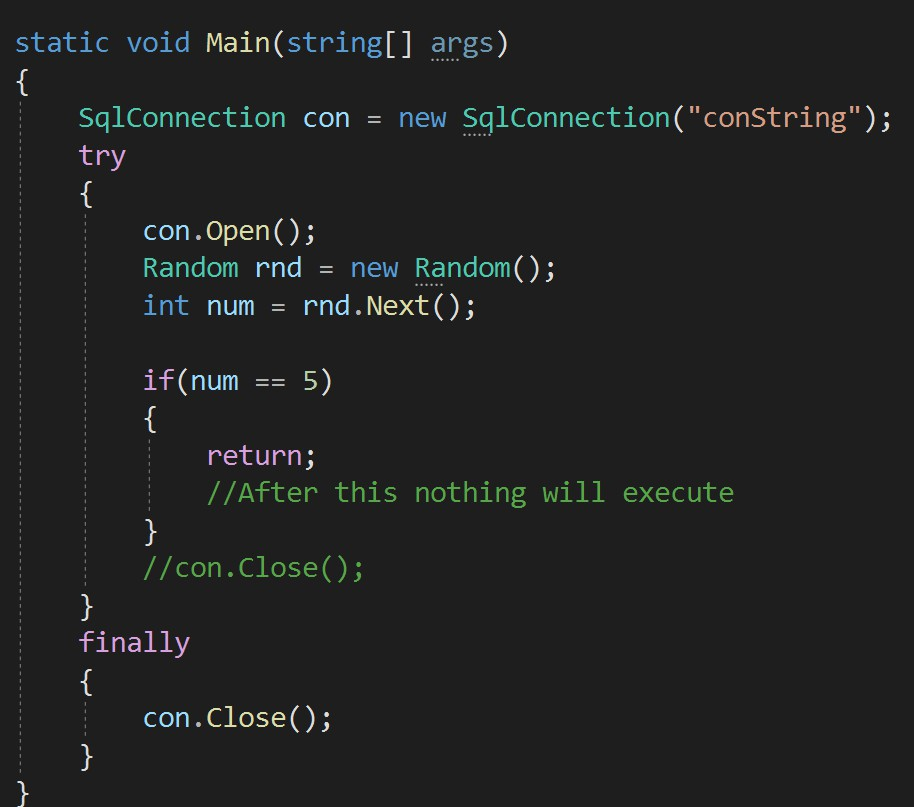 static void Main(string[] args)
{
    SqlConnection con = new SqlConnection("conString");
    try
    {
        con.Open();
        Random rnd = new Random();
        int num = rnd.Next();

        if(num == 5)
        {
            return;
            //After this nothing will execute
        }
        //con.Close();
    }
    finally
    {
        con.Close();
    }
}